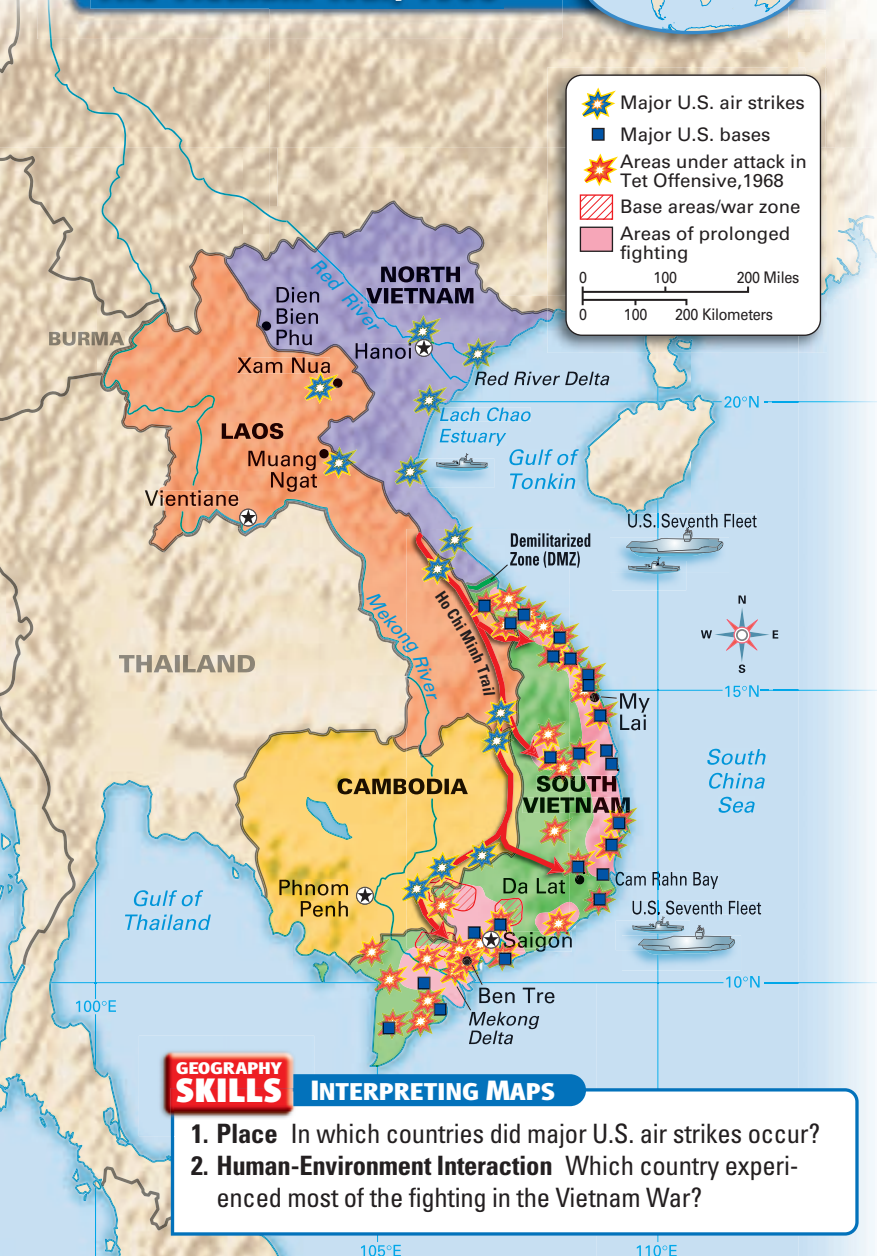 Major U.S. air strikes
Major U.S. bases
Areas under attack in
Tet Offensive,1968
Base areas/war zone
Areas of prolonged
fighting
0 100 200 Miles
0 100 200 Kilometers
NORTH
VIETNAM
Red River
Dien
Bien
Phu
BURMA
Hanoi
Xam Nua
Red River Delta
20°N
Lach Chao
Estuary
LAOS
Muang
Ngat
Gulf of
Tonkin
Vientiane
U.S. Seventh Fleet
Demilitarized
Zone (DMZ)
Ho Chi Minh Trail
Mekong River
N
W E
S
THAILAND
15°N
My
Lai
South
China
Sea
CAMBODIA
SOUTH
VIETNAM
Phnom
Penh
Da Lat
Cam Rahn Bay
Gulf of
Thailand
U.S. Seventh Fleet
Saigon
10°N
100°E
Ben Tre
Mekong
Delta
GEOGRAPHY
SKILLS
INTERPRETING MAPS
1. Place In which countries did major U.S. air strikes occur?
2. Human-Environment Interaction Which country experi-
enced most of the fighting in the Vietnam War?
105°E
110°E